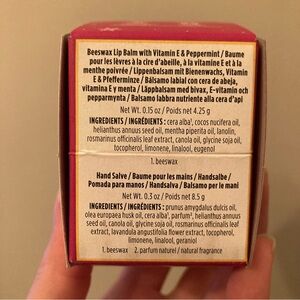 Beeswax Lip Balm with Vitamin E & Peppermint / Baume
pour les lèvres à la cire d'abeille, à la vitamine E et à la
menthe poivrée / Lippenbalsam mit Bienenwachs, Vitamin
E & Pfefferminze / Bálsamo labial con cera de abeja,
vitamina E y menta / Läppbalsam med bivax, E-vitamin och
pepparmynta / Balsamo labbra nutriente alla cera d'api
Net Wt. 0.15 oz / Poids net 4.25 g
INGREDIENTS / INGRÉDIENTS : cera alba¹, cocos nucifera oil,
helianthus annuus seed oil, mentha piperita oil, lanolin,
rosmarinus officinalis leaf extract, canola oil, glycine soja oil,
tocopherol, limonene, linalool, eugenol
1. beeswax
Hand Salve / Baume pour les mains / Handsalbe /
Pomada para manos / Handsalva / Balsamo per le mani
Net Wt. 0.3 oz / Poids net 8.5 g
INGREDIENTS / INGRÉDIENTS : prunus amygdalus dulcis oil,
olea europaea husk oil, cera alba¹, parfum², helianthus annuus
seed oil, canola oil, glycine soja oil, rosmarinus officinalis leaf
extract, lavandula angustifolia flower extract, tocopherol,
limonene, linalool, geraniol
1. beeswax 2. parfum naturel / natural fragrance